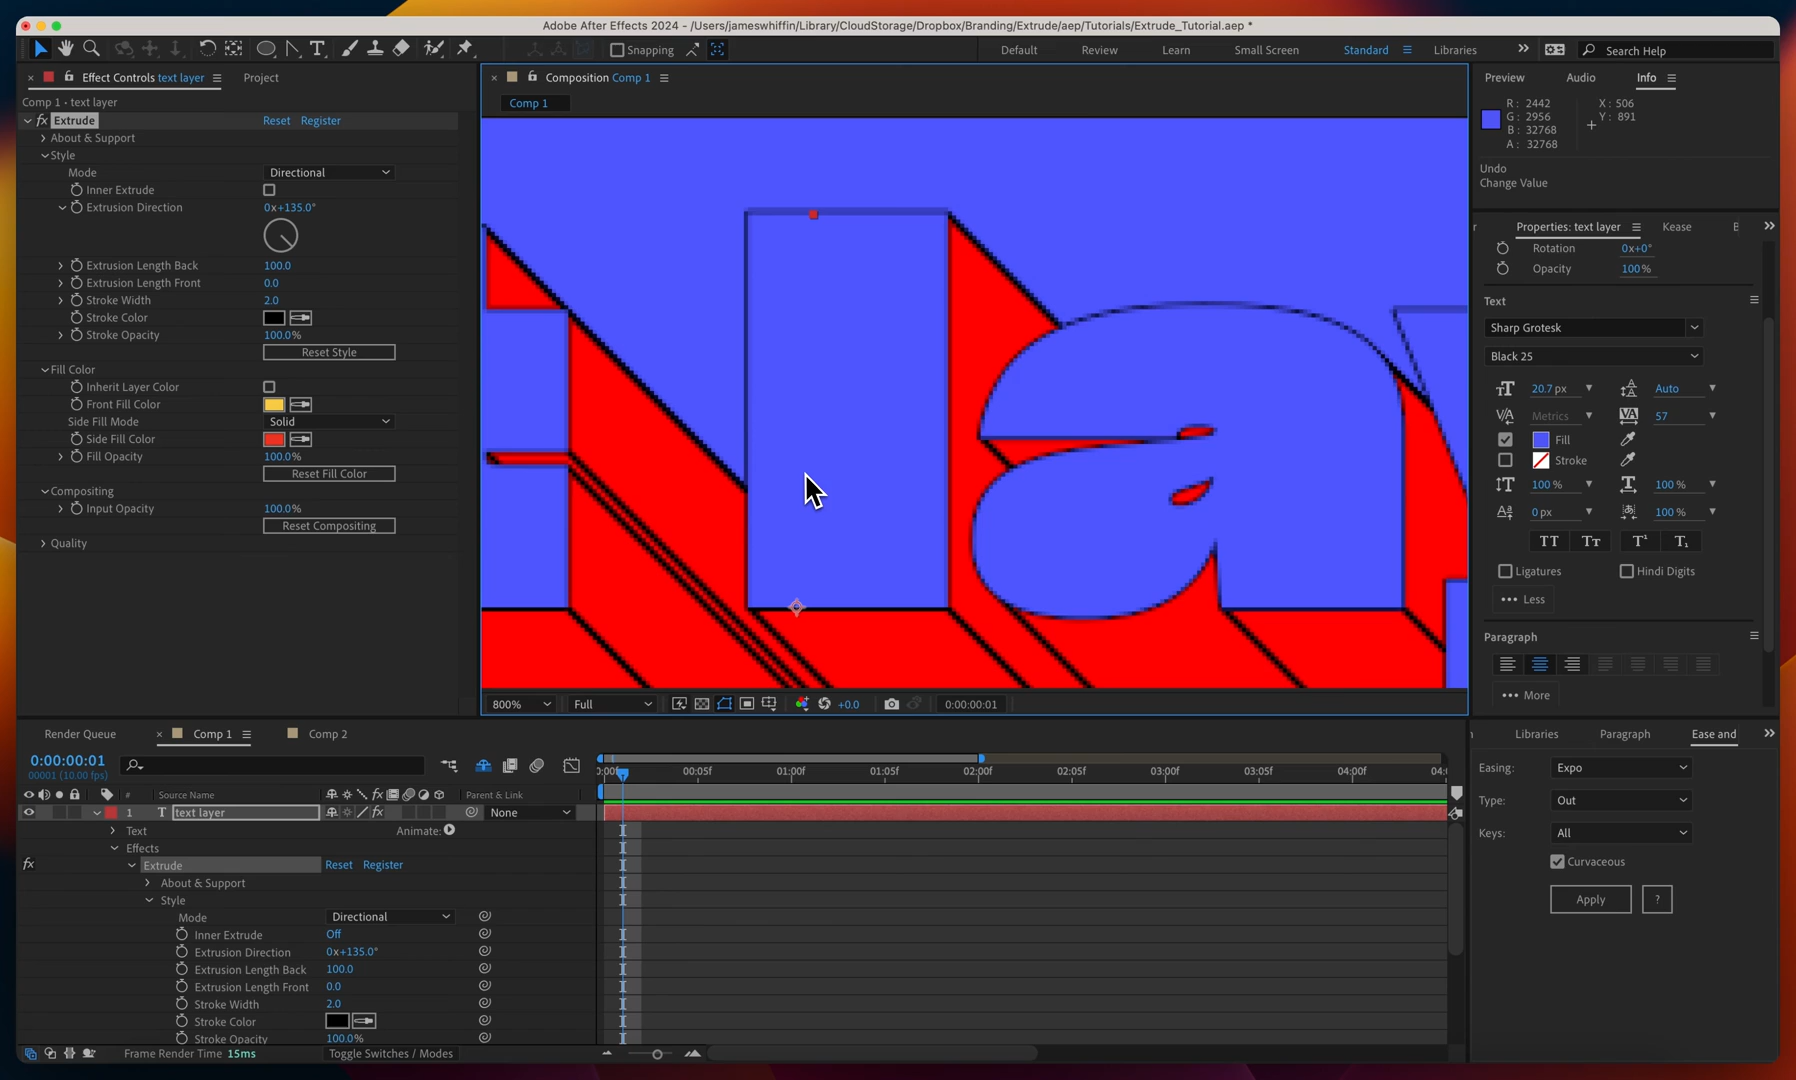 Adobe After Effects 2024 - /Users/jameswhiffin/Library/CloudStorage/Dropbox/Branding/Extrude/aep/Tutorials/Extrude_Tutorial.aep *
Snapping
Default Review Learn Small Screen Standard Libraries Search Help
Effect Controls text layer Project
Comp 1 • text layer
fx Extrude Reset Register
About & Support
Style
Mode Directional
Inner Extrude
Extrusion Direction 0x+135.0°
Extrusion Length Back 100.0
Extrusion Length Front 0.0
Stroke Width 2.0
Stroke Color
Stroke Opacity 100.0%
Reset Style
Fill Color
Inherit Layer Color
Front Fill Color
Side Fill Mode Solid
Side Fill Color
Fill Opacity 100.0%
Reset Fill Color
Compositing
Input Opacity 100.0%
Reset Compositing
Quality
Composition Comp 1
Comp 1
la
800% Full +0.0 0:00:00:01
Preview Audio Info
R: 2442 X: 506
G: 2956 Y: 891
B: 32768
A: 32768
Undo
Change Value
Properties: text layer Kease
Rotation 0x+0°
Opacity 100%
Text
Sharp Grotesk
Black 25
20.7 px Auto
Metrics 57
Fill
Stroke
100 % 100 %
0 px 100 %
Ligatures Hindi Digits
••• Less
Paragraph
••• More
Render Queue Comp 1 Comp 2
0:00:00:01
00001 (10.00 fps)
0:00f 00:05f 01:00f 01:05f 02:00f 02:05f 03:00f 03:05f 04:00f
# Source Name Parent & Link
1 T text layer None
Text Animate:
Effects
fx Extrude Reset Register
About & Support
Style
Mode Directional
Inner Extrude Off
Extrusion Direction 0x+135.0°
Extrusion Length Back 100.0
Extrusion Length Front 0.0
Stroke Width 2.0
Stroke Color
Stroke Opacity 100.0%
Frame Render Time 15ms Toggle Switches / Modes
Libraries Paragraph Ease and
Easing: Expo
Type: Out
Keys: All
Curvaceous
Apply ?